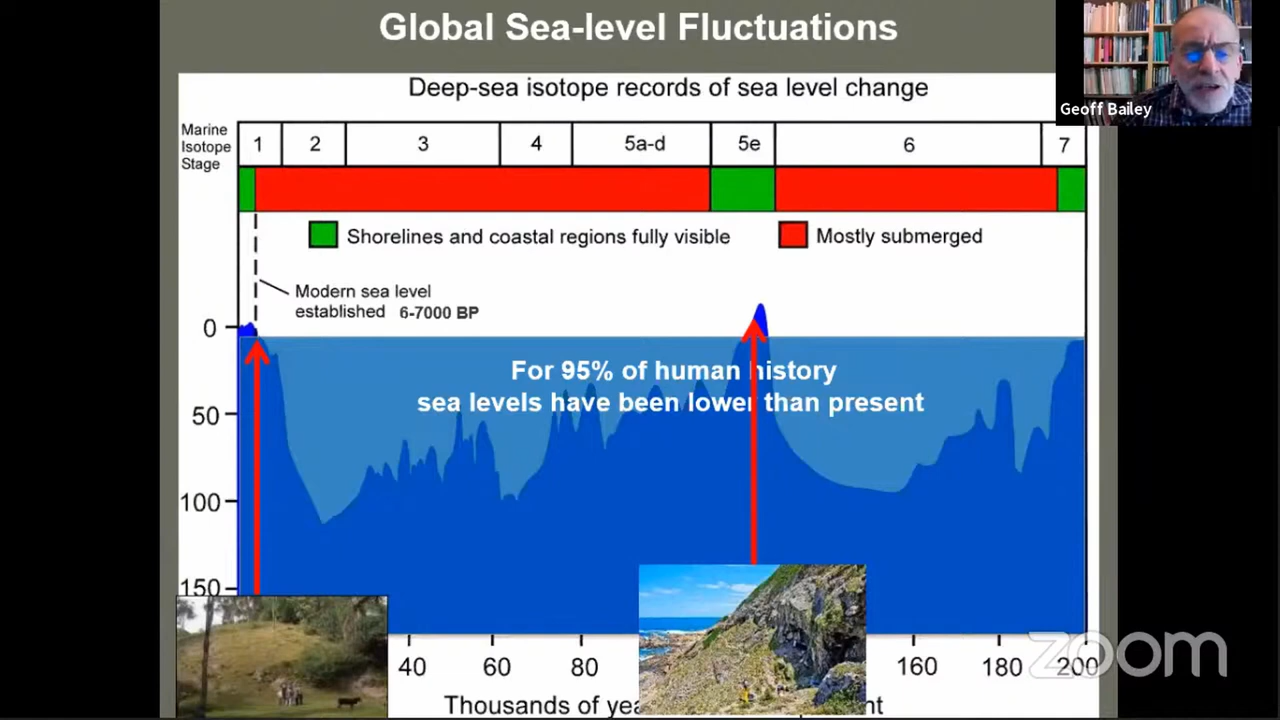 Global Sea-level Fluctuations
Geoff Bailey
Deep-sea isotope records of sea level change
Marine
Isotope
Stage
1 2 3 4 5a-d 5e 6 7
Shorelines and coastal regions fully visible
Mostly submerged
Modern sea level
established 6-7000 BP
0
For 95% of human history
sea levels have been lower than present
50
100
150
40 60 80 160 180 200
zoom
Thousands of